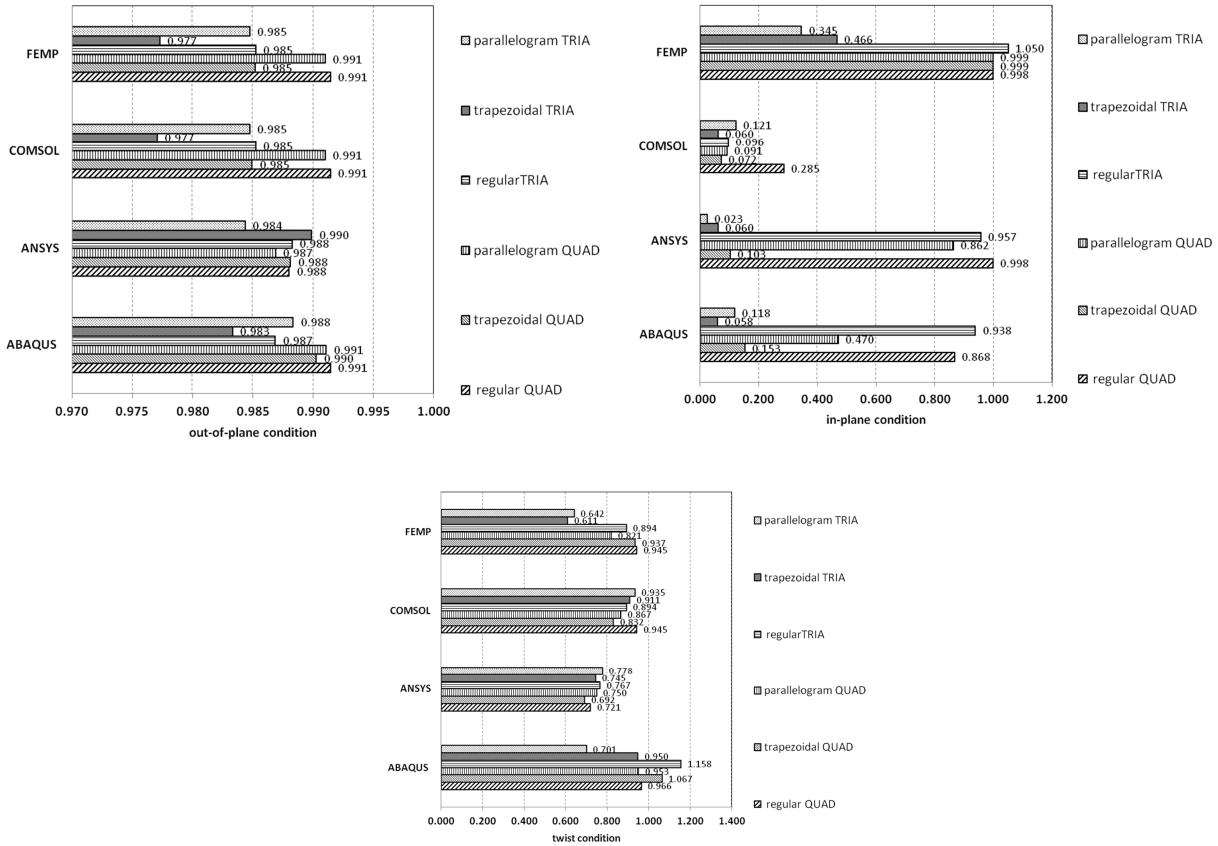 FEMP
0.985
0.977
0.985
0.991
0.985
0.991
COMSOL
0.985
0.977
0.985
0.991
0.985
0.991
ANSYS
0.984
0.990
0.988
0.987
0.988
0.988
ABAQUS
0.988
0.983
0.987
0.991
0.990
0.991
0.970 0.975 0.980 0.985 0.990 0.995 1.000
out-of-plane condition
parallelogram TRIA
trapezoidal TRIA
regularTRIA
parallelogram QUAD
trapezoidal QUAD
regular QUAD
FEMP
0.345
0.466
1.050
0.999
0.999
0.998
COMSOL
0.121
0.060
0.096
0.091
0.072
0.285
ANSYS
0.023
0.060
0.957
0.862
0.103
0.998
ABAQUS
0.118
0.058
0.938
0.470
0.153
0.868
0.000 0.200 0.400 0.600 0.800 1.000 1.200
in-plane condition
parallelogram TRIA
trapezoidal TRIA
regularTRIA
parallelogram QUAD
trapezoidal QUAD
regular QUAD
FEMP
0.642
0.611
0.894
0.821
0.937
0.945
COMSOL
0.935
0.911
0.894
0.867
0.832
0.945
ANSYS
0.778
0.745
0.767
0.750
0.692
0.721
ABAQUS
0.701
0.950
1.158
0.953
1.067
0.966
0.000 0.200 0.400 0.600 0.800 1.000 1.200 1.400
twist condition
parallelogram TRIA
trapezoidal TRIA
regularTRIA
parallelogram QUAD
trapezoidal QUAD
regular QUAD